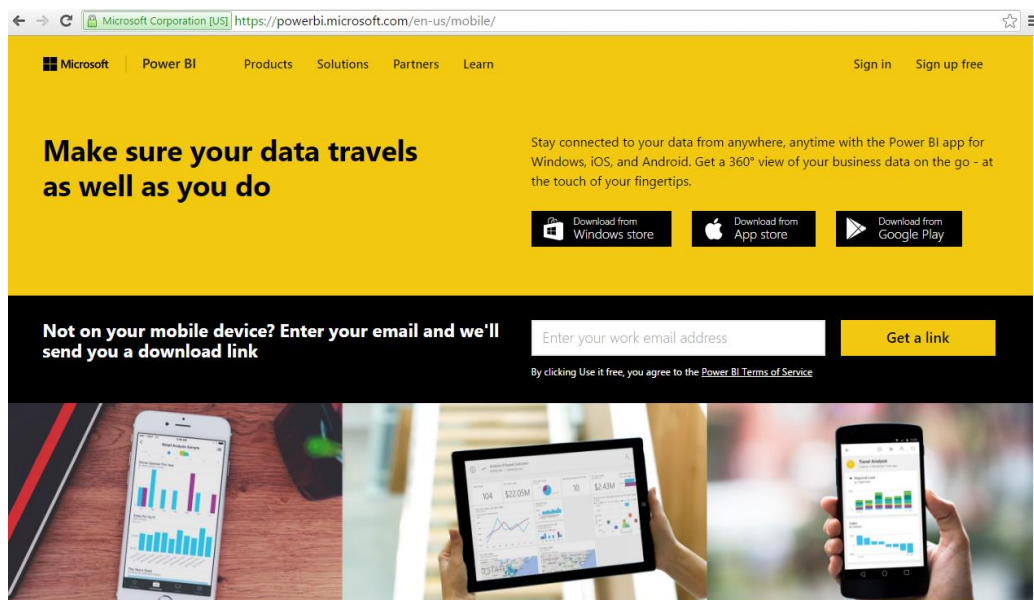 Microsoft Corporation [US] https://powerbi.microsoft.com/en-us/mobile/
Microsoft Power BI Products Solutions Partners Learn Sign in Sign up free
Make sure your data travels
as well as you do
Stay connected to your data from anywhere, anytime with the Power BI app for
Windows, iOS, and Android. Get a 360° view of your business data on the go - at
the touch of your fingertips.
Download from
Windows store
Download from
App store
Download from
Google Play
Not on your mobile device? Enter your email and we'll
send you a download link
Enter your work email address
Get a link
By clicking Use it free, you agree to the Power BI Terms of Service
Retail Analysis Sample
104
$22.05M
10
$2.43M
Travel Analysis